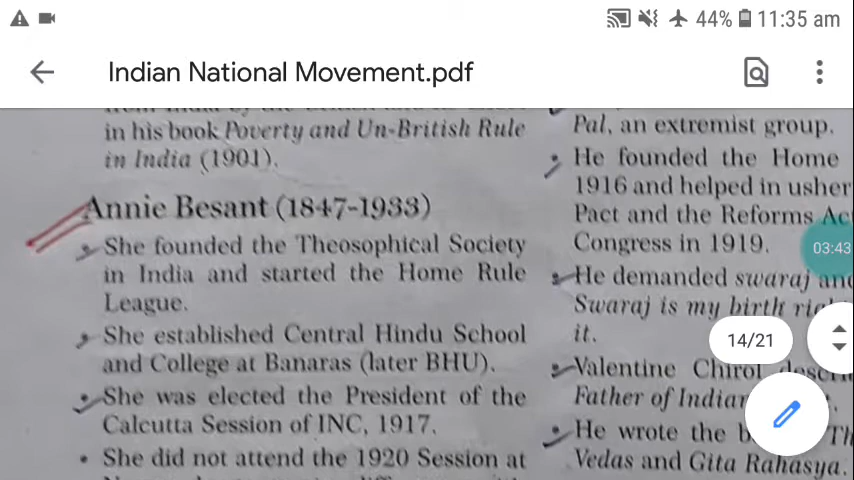 44% 11:35 am
Indian National Movement.pdf
in his book Poverty and Un-British Rule
in India (1901).
Annie Besant (1847-1933)
She founded the Theosophical Society
in India and started the Home Rule
League.
She established Central Hindu School
and College at Banaras (later BHU).
She was elected the President of the
Calcutta Session of INC, 1917.
• She did not attend the 1920 Session at
Pal, an extremist group.
He founded the Home
1916 and helped in usher
Pact and the Reforms Act
Congress in 1919.
He demanded swaraj and
Swaraj is my birth
it.
Valentine Chirol
Father of Indian
He wrote the
Vedas and Gita Rahasya.
03:43
14/21